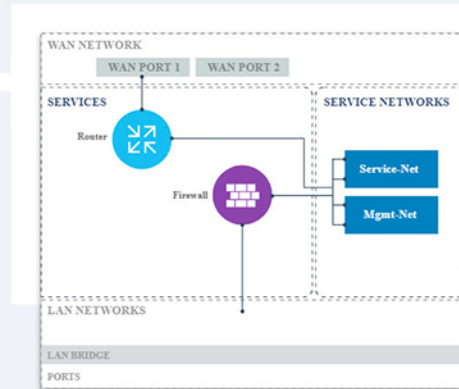 WAN NETWORK
WAN PORT 1
WAN PORT 2
SERVICES
SERVICE NETWORKS
Router
Service-Net
Firewall
Mgmt-Net
LAN NETWORKS
LAN BRIDGE
PORTS